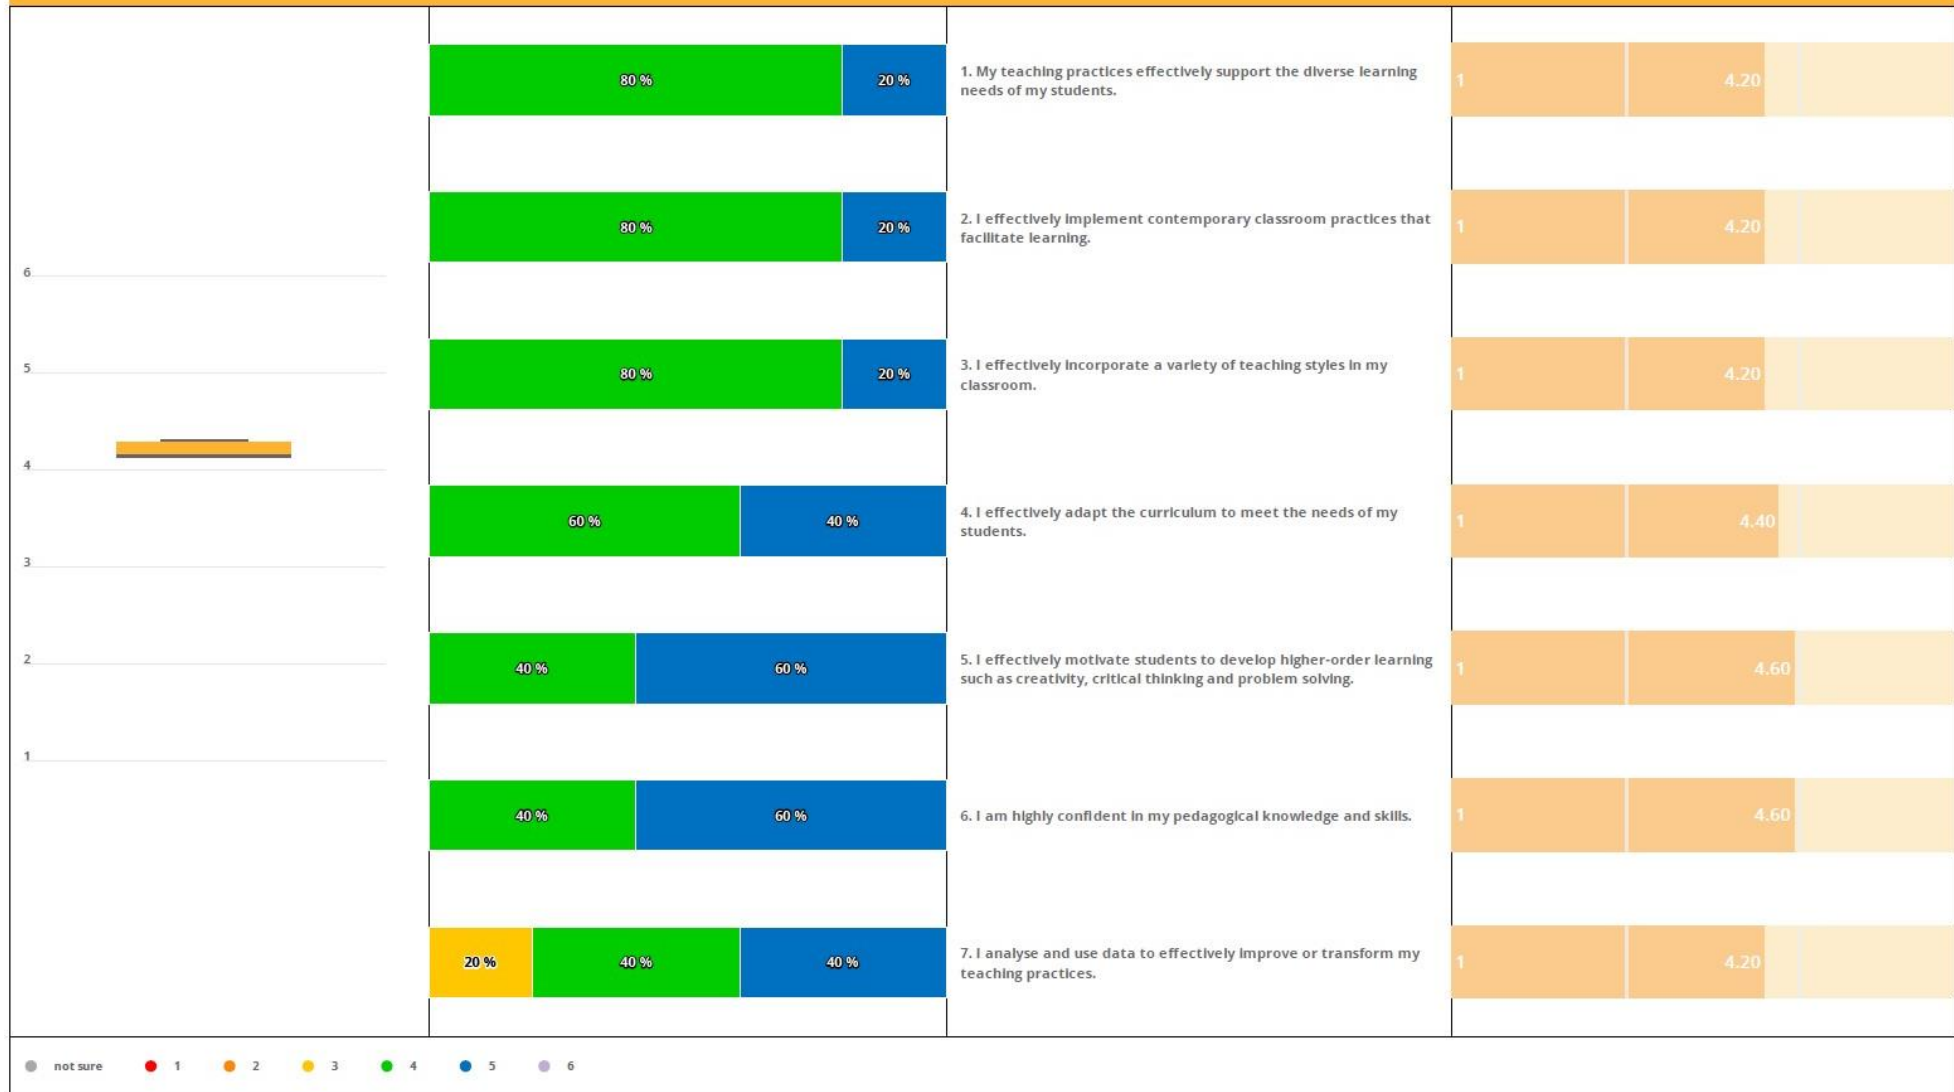 6
5
4
3
2
1
80 % 20 %
1. My teaching practices effectively support the diverse learning
needs of my students.
1 4.20
80 % 20 %
2. I effectively implement contemporary classroom practices that
facilitate learning.
1 4.20
80 % 20 %
3. I effectively incorporate a variety of teaching styles in my
classroom.
1 4.20
60 % 40 %
4. I effectively adapt the curriculum to meet the needs of my
students.
1 4.40
40 % 60 %
5. I effectively motivate students to develop higher-order learning
such as creativity, critical thinking and problem solving.
1 4.60
40 % 60 %
6. I am highly confident in my pedagogical knowledge and skills.
1 4.60
20 % 40 % 40 %
7. I analyse and use data to effectively improve or transform my
teaching practices.
1 4.20
not sure 1 2 3 4 5 6